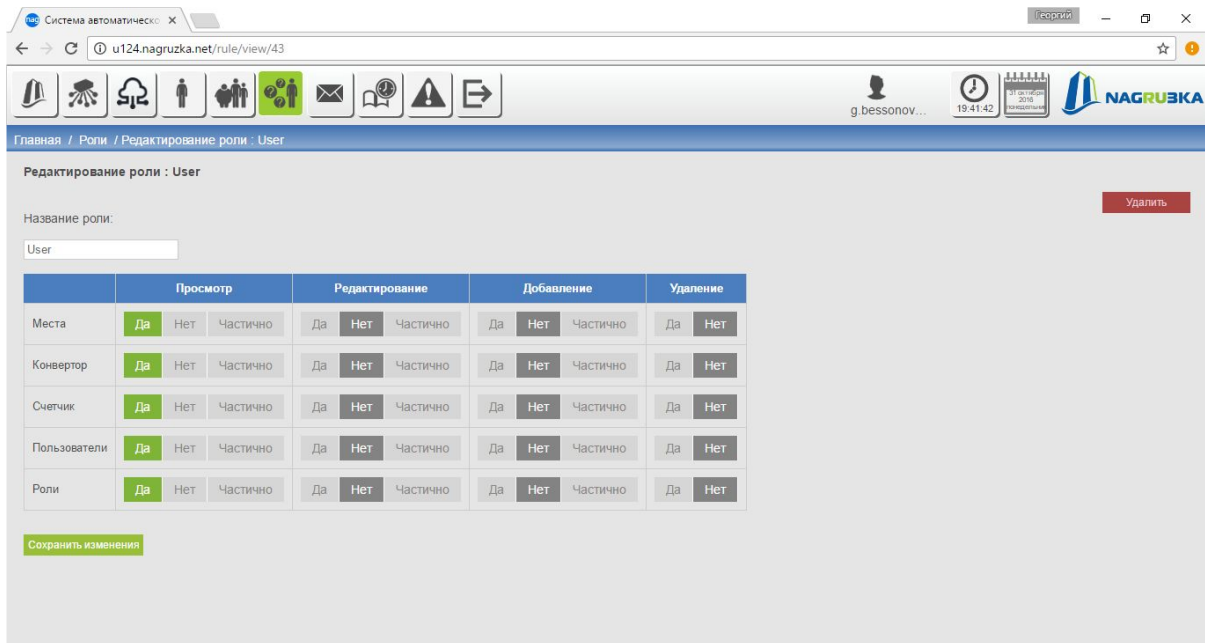 nag Система автоматическо
Георгий
u124.nagruzka.net/rule/view/43
g.bessonov...
19:41:42
31 октября
2016
понедельник
NAGRUЗKA
Главная / Роли / Редактирование роли : User
Редактирование роли : User
Удалить
Название роли:
User
Просмотр Редактирование Добавление Удаление
Места Да Нет Частично Да Нет Частично Да Нет Частично Да Нет
Конвертор Да Нет Частично Да Нет Частично Да Нет Частично Да Нет
Счетчик Да Нет Частично Да Нет Частично Да Нет Частично Да Нет
Пользователи Да Нет Частично Да Нет Частично Да Нет Частично Да Нет
Роли Да Нет Частично Да Нет Частично Да Нет Частично Да Нет
Сохранить изменения